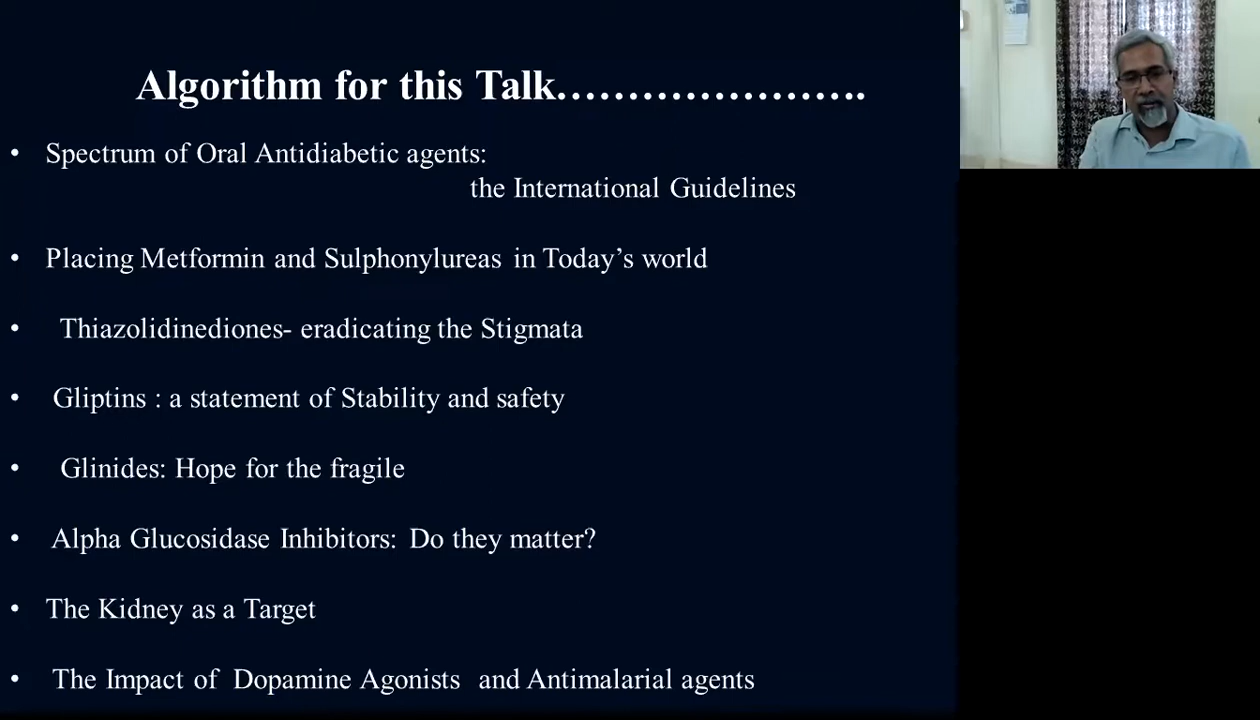 Algorithm for this Talk…………………….
• Spectrum of Oral Antidiabetic agents:
the International Guidelines
• Placing Metformin and Sulphonylureas in Today’s world
• Thiazolidinediones- eradicating the Stigmata
• Gliptins : a statement of Stability and safety
• Glinides: Hope for the fragile
• Alpha Glucosidase Inhibitors: Do they matter?
• The Kidney as a Target
• The Impact of Dopamine Agonists and Antimalarial agents